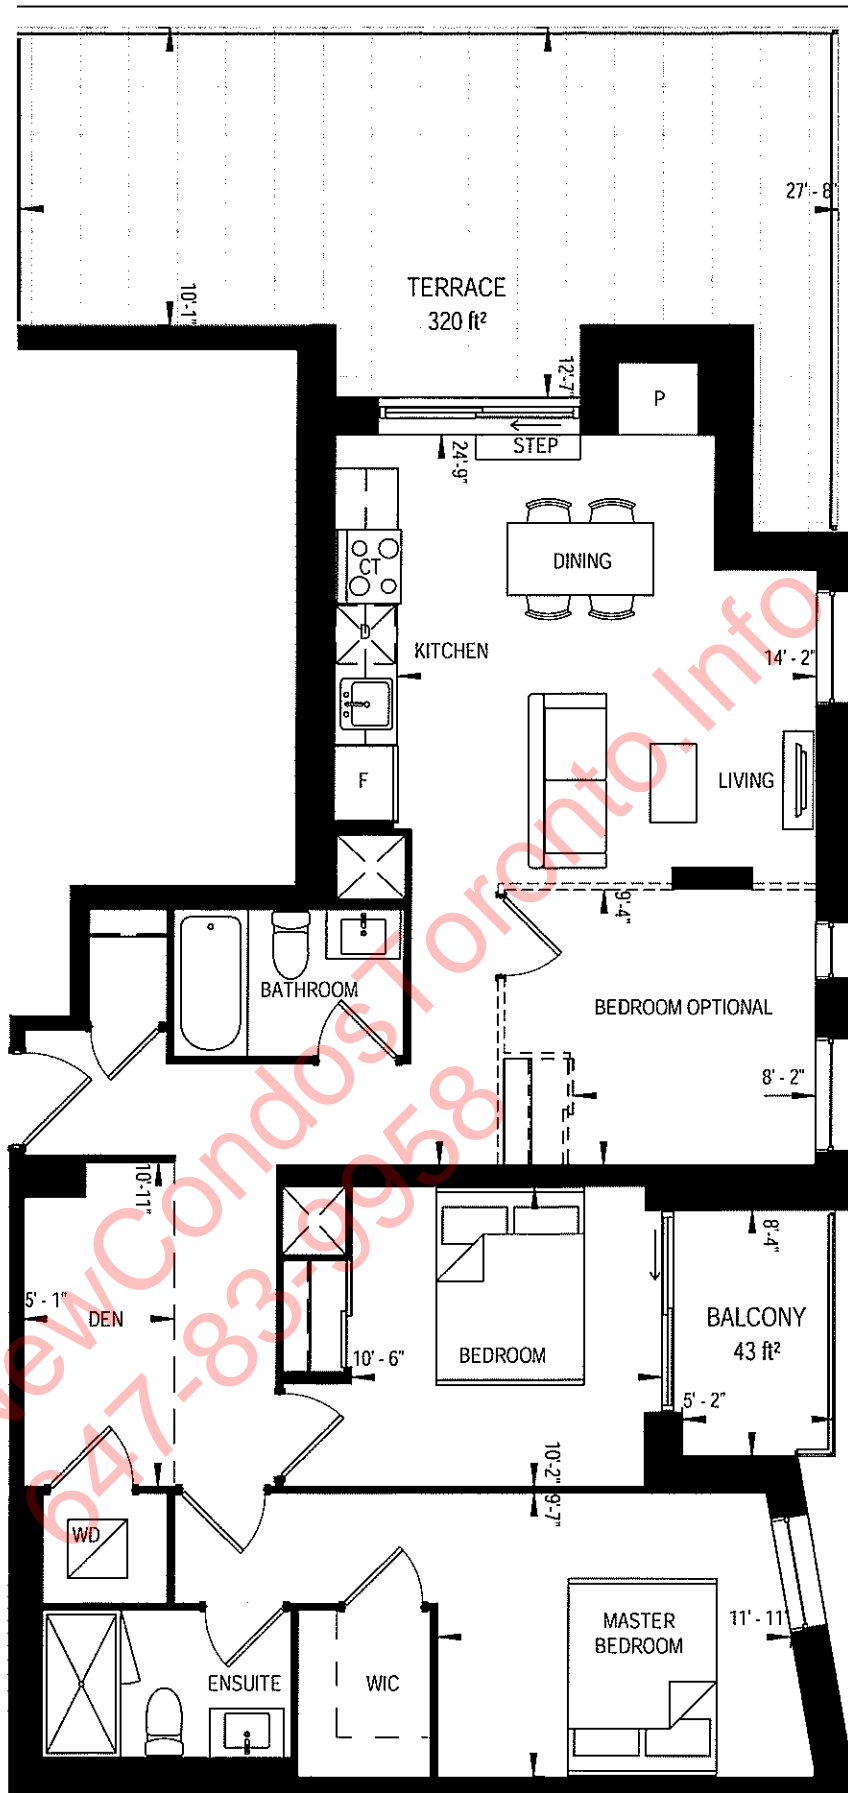 27' - 8"
TERRACE
320 ft²
10'-1"
12'-7"
P
STEP
24'-9"
CT
DINING
D
KITCHEN
14' - 2"
F
LIVING
9'-4"
BATHROOM
BEDROOM OPTIONAL
8' - 2"
10'-11"
8'-4"
5' - 1"
DEN
BALCONY
43 ft²
10' - 6"
BEDROOM
5' - 2"
10'-2"
9'-7"
WD
MASTER
BEDROOM
11' - 11"
ENSUITE
WIC
NewCondosToronto.Info
647-83-9958